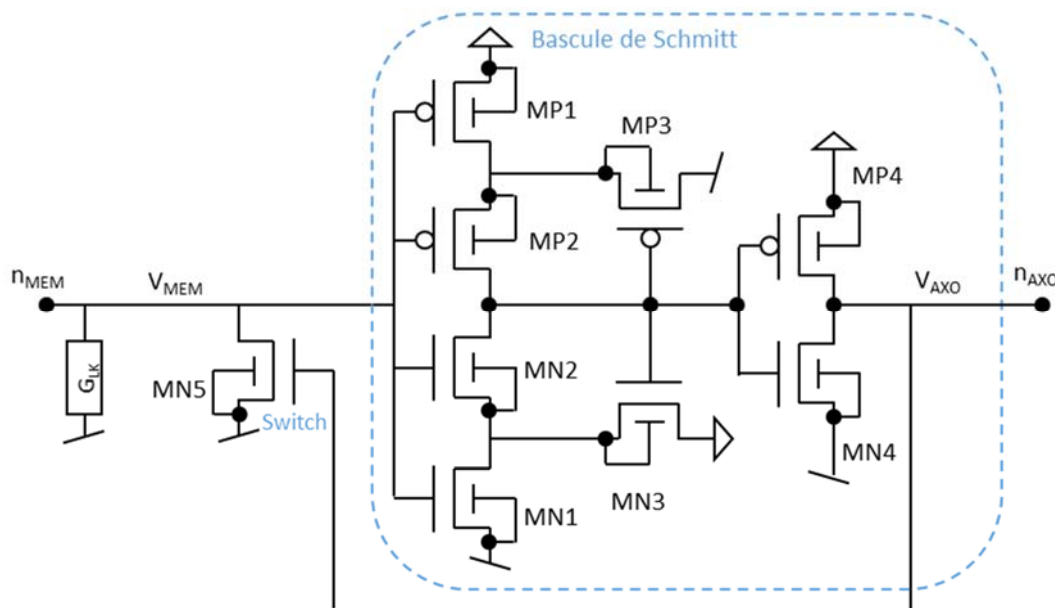 Bascule de Schmitt
MP1
MP3
MP4
MP2
n_MEM
V_MEM
V_AXO
n_AXO
G_LK
MN5
Switch
MN2
MN4
MN3
MN1